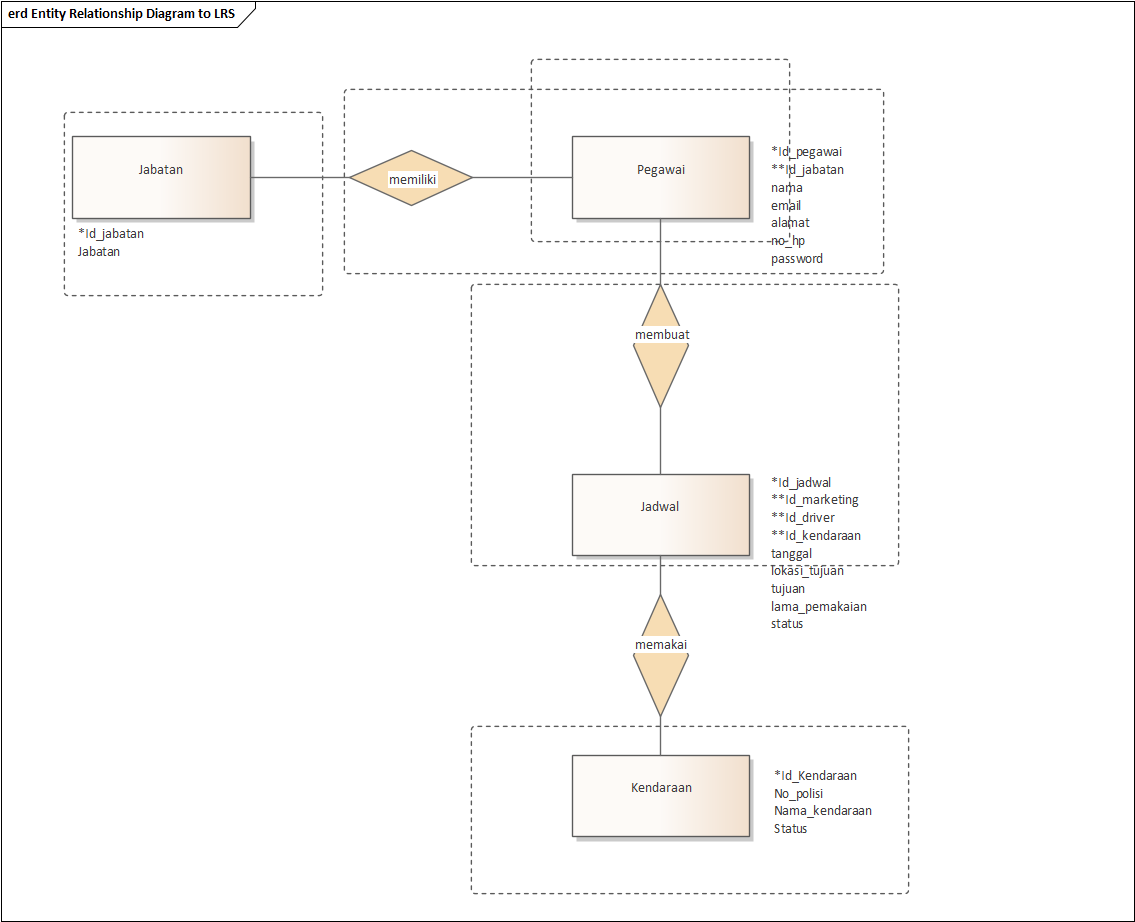 erd Entity Relationship Diagram to LRS
Jabatan
*Id_jabatan
Jabatan
memiliki
Pegawai
*Id_pegawai
**Id_jabatan
nama
email
alamat
no_hp
password
membuat
Jadwal
*Id_jadwal
**Id_marketing
**Id_driver
**Id_kendaraan
tanggal
lokasi_tujuan
tujuan
lama_pemakaian
status
memakai
Kendaraan
*Id_Kendaraan
No_polisi
Nama_kendaraan
Status